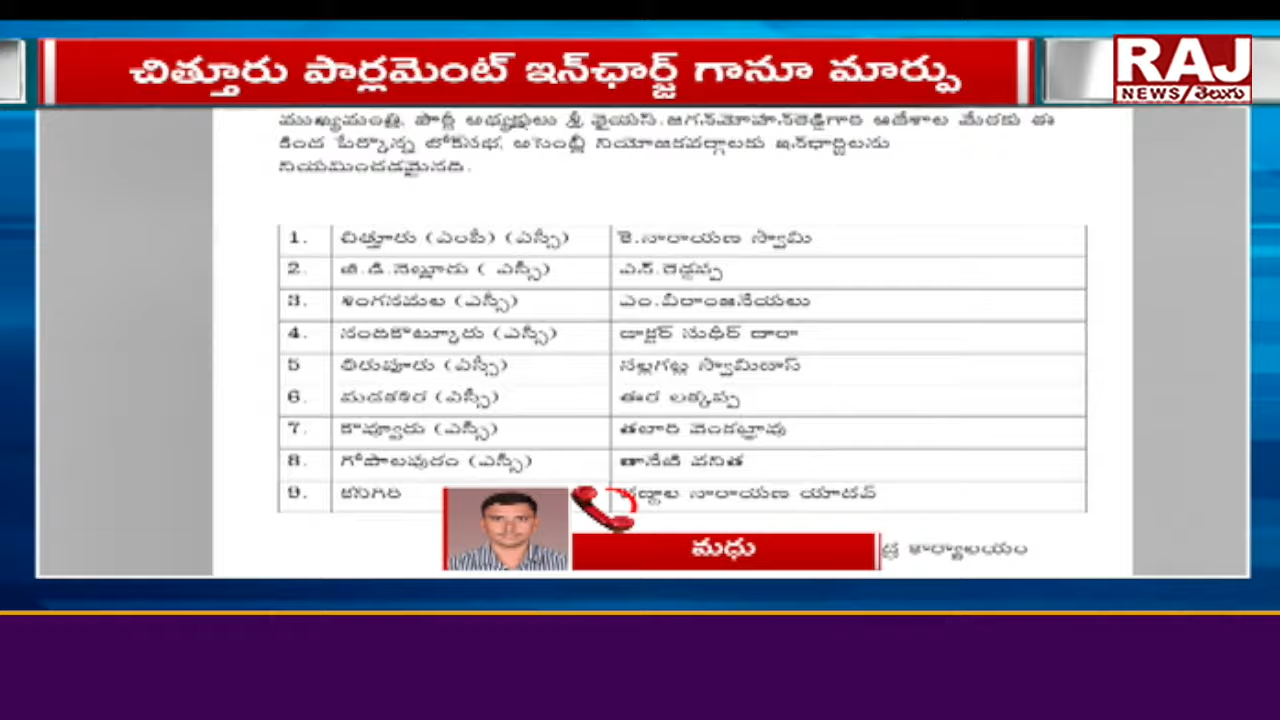 చిత్తూరు పార్లమెంట్ ఇన్‌ఛార్జ్ గానూ మార్పు
RAJ
NEWS తెలుగు
ముఖ్యమంత్రి, పార్టీ అధ్యక్షులు శ్రీ వైయస్.జగన్‌మోహన్‌రెడ్డిగారి ఆదేశాల మేరకు ఈ
కింద పేర్కొన్న లోక్‌సభ, అసెంబ్లీ నియోజకవర్గాలకు ఇన్‌ఛార్జిలను
నియమించడమైనది.
1. చిత్తూరు (ఎంపీ) (ఎస్సీ) కె.నారాయణ స్వామి
2. జి.డి.నెల్లూరు ( ఎస్సీ) ఎన్.రెడ్డెప్ప
3. శింగనమల (ఎస్సీ) ఎం.వీరాంజనేయులు
4. నందికొట్కూరు (ఎస్సీ) డాక్టర్ సుధీర్ దారా
5 తిరువూరు (ఎస్సీ) నల్లగట్ల స్వామిదాస్
6. మడకశిర (ఎస్సీ) ఈర లక్కప్ప
7. కొవ్వూరు (ఎస్సీ) తలారి వెంకట్రావు
8. గోపాలపురం (ఎస్సీ) తానేటి వనిత
9. కనిగిరి నారాయణ యాదవ్
మధు
కార్యాలయం